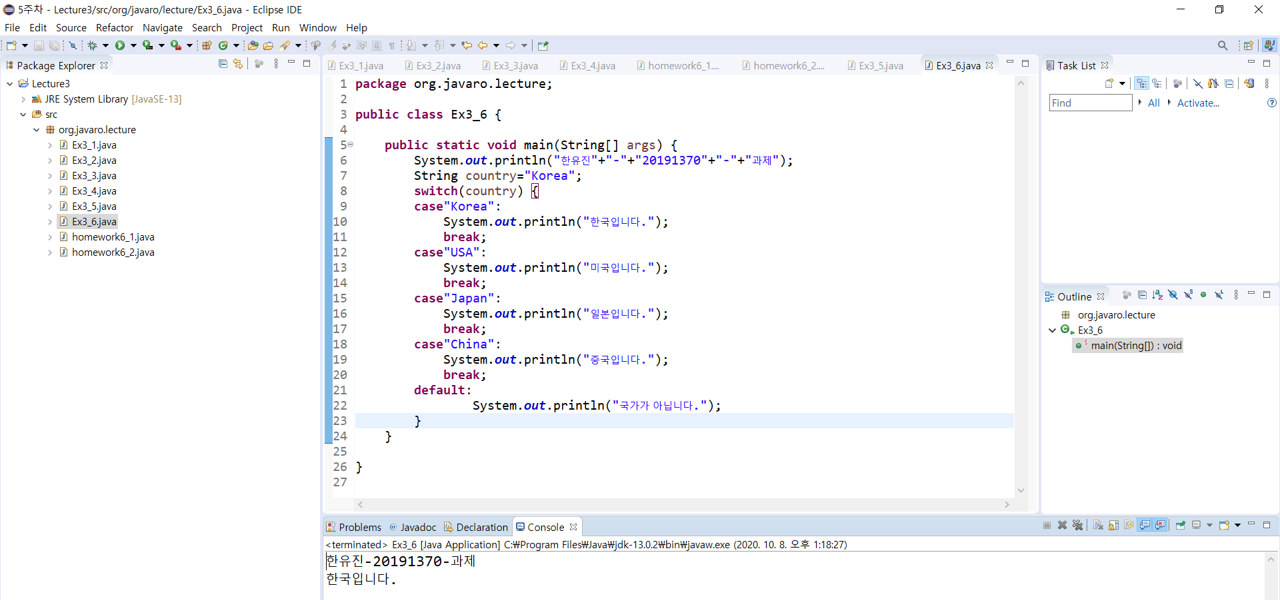 5주차 - Lecture3/src/org/javaro/lecture/Ex3_6.java - Eclipse IDE
File Edit Source Refactor Navigate Search Project Run Window Help
Package Explorer
Lecture3
JRE System Library [JavaSE-13]
src
org.javaro.lecture
Ex3_1.java
Ex3_2.java
Ex3_3.java
Ex3_4.java
Ex3_5.java
Ex3_6.java
homework6_1.java
homework6_2.java
Ex3_1.java Ex3_2.java Ex3_3.java Ex3_4.java homework6_1.... homework6_2.... Ex3_5.java Ex3_6.java
1 package org.javaro.lecture;
2
3 public class Ex3_6 {
4
5 public static void main(String[] args) {
6 System.out.println("한유진"+"-"+"20191370"+"-"+"과제");
7 String country="Korea";
8 switch(country) {
9 case"Korea":
10 System.out.println("한국입니다.");
11 break;
12 case"USA":
13 System.out.println("미국입니다.");
14 break;
15 case"Japan":
16 System.out.println("일본입니다.");
17 break;
18 case"China":
19 System.out.println("중국입니다.");
20 break;
21 default:
22 System.out.println("국가가 아닙니다.");
23 }
24 }
25
26 }
27
Task List
Find All Activate...
Outline
org.javaro.lecture
Ex3_6
main(String[]) : void
Problems Javadoc Declaration Console
<terminated> Ex3_6 [Java Application] C:₩Program Files₩Java₩jdk-13.0.2₩bin₩javaw.exe (2020. 10. 8. 오후 1:18:27)
한유진-20191370-과제
한국입니다.